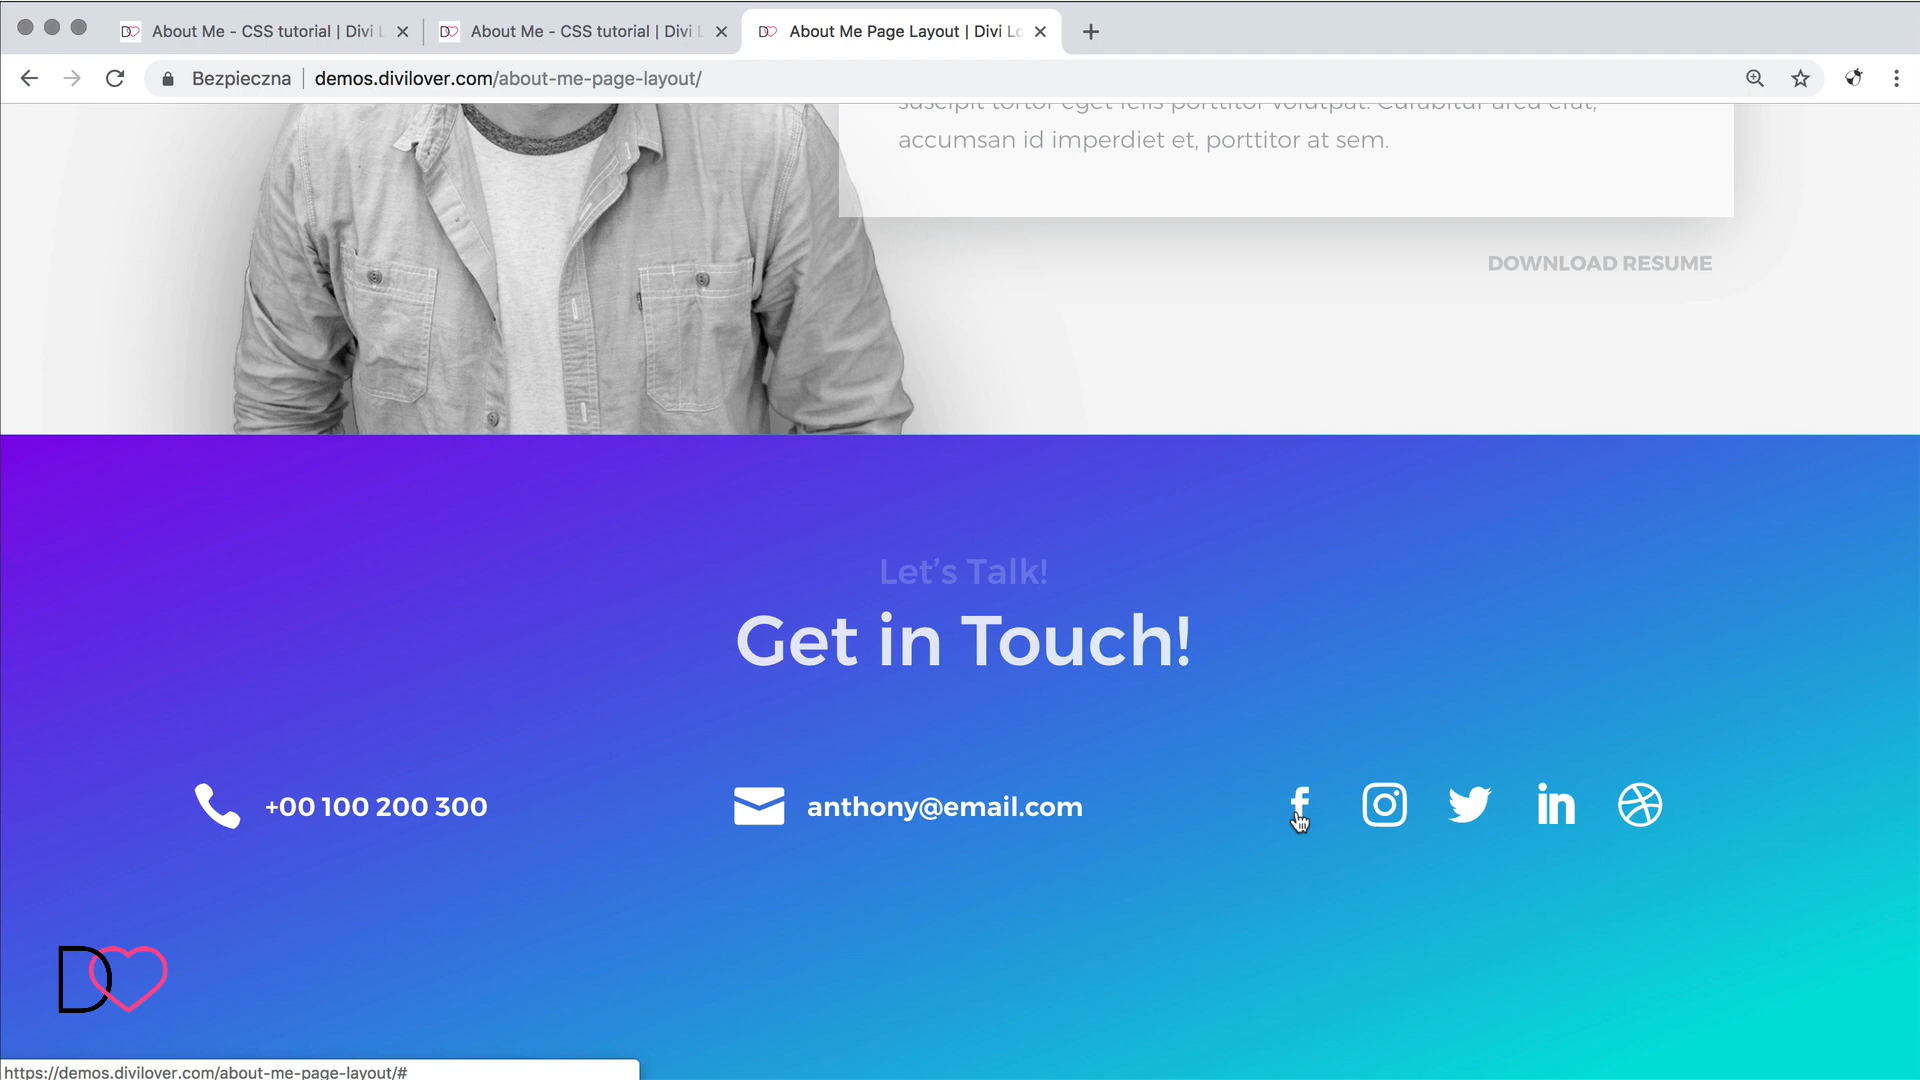 About Me - CSS tutorial | Divi L
About Me - CSS tutorial | Divi L
About Me Page Layout | Divi Lo
Bezpieczna
demos.divilover.com/about-me-page-layout/
suscipit tortor eget felis porttitor volutpat. Curabitur arcu erat,
accumsan id imperdiet et, porttitor at sem.
DOWNLOAD RESUME
Let's Talk!
Get in Touch!
+00 100 200 300
anthony@email.com
https://demos.divilover.com/about-me-page-layout/#